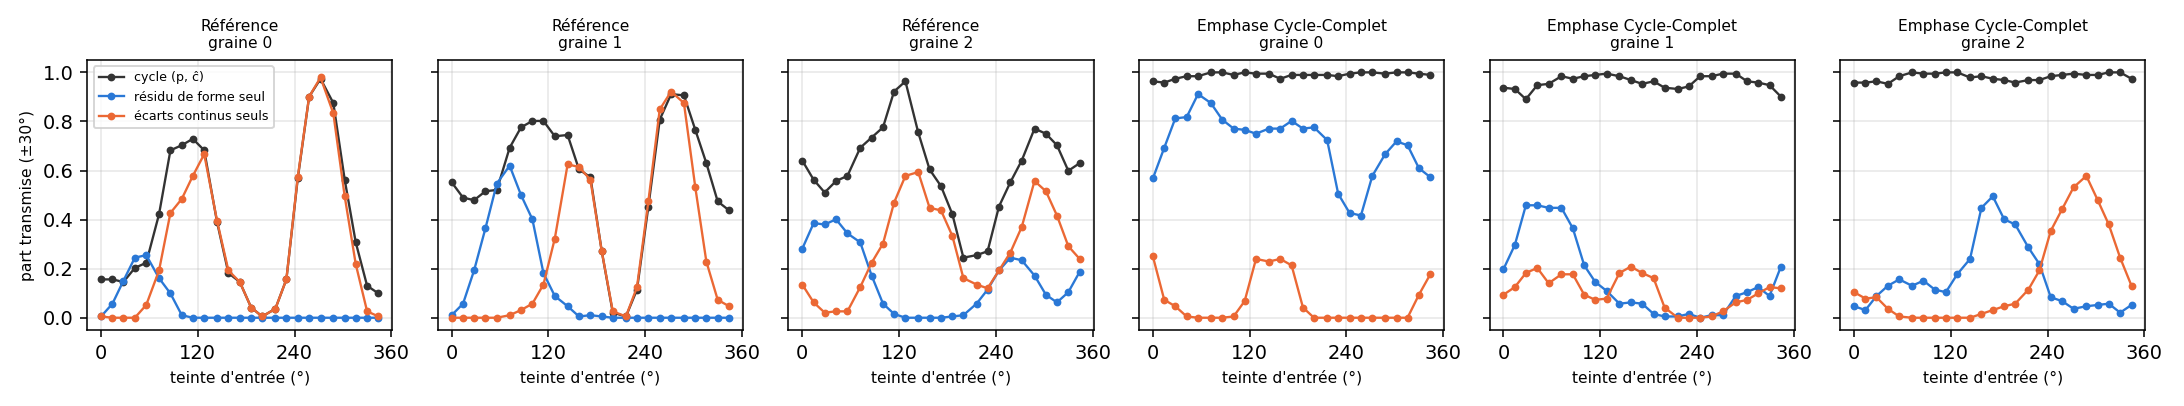 Référence
graine 0
Référence
graine 1
Référence
graine 2
Emphase Cycle-Complet
graine 0
Emphase Cycle-Complet
graine 1
Emphase Cycle-Complet
graine 2
part transmise (±30°)
1.0
0.8
0.6
0.4
0.2
0.0
cycle (p, ĉ)
résidu de forme seul
écarts continus seuls
0 120 240 360
0 120 240 360
0 120 240 360
0 120 240 360
0 120 240 360
0 120 240 360
teinte d'entrée (°)
teinte d'entrée (°)
teinte d'entrée (°)
teinte d'entrée (°)
teinte d'entrée (°)
teinte d'entrée (°)